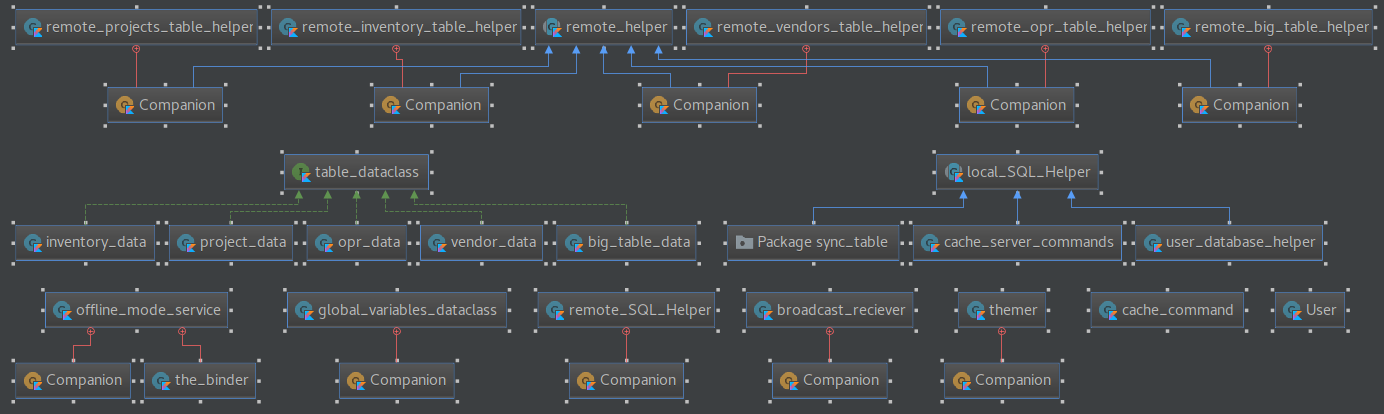 remote_projects_table_helper
remote_inventory_table_helper
remote_helper
remote_vendors_table_helper
remote_opr_table_helper
remote_big_table_helper
Companion
Companion
Companion
Companion
Companion
table_dataclass
local_SQL_Helper
inventory_data
project_data
opr_data
vendor_data
big_table_data
Package sync_table
cache_server_commands
user_database_helper
offline_mode_service
global_variables_dataclass
remote_SQL_Helper
broadcast_reciever
themer
cache_command
User
Companion
the_binder
Companion
Companion
Companion
Companion